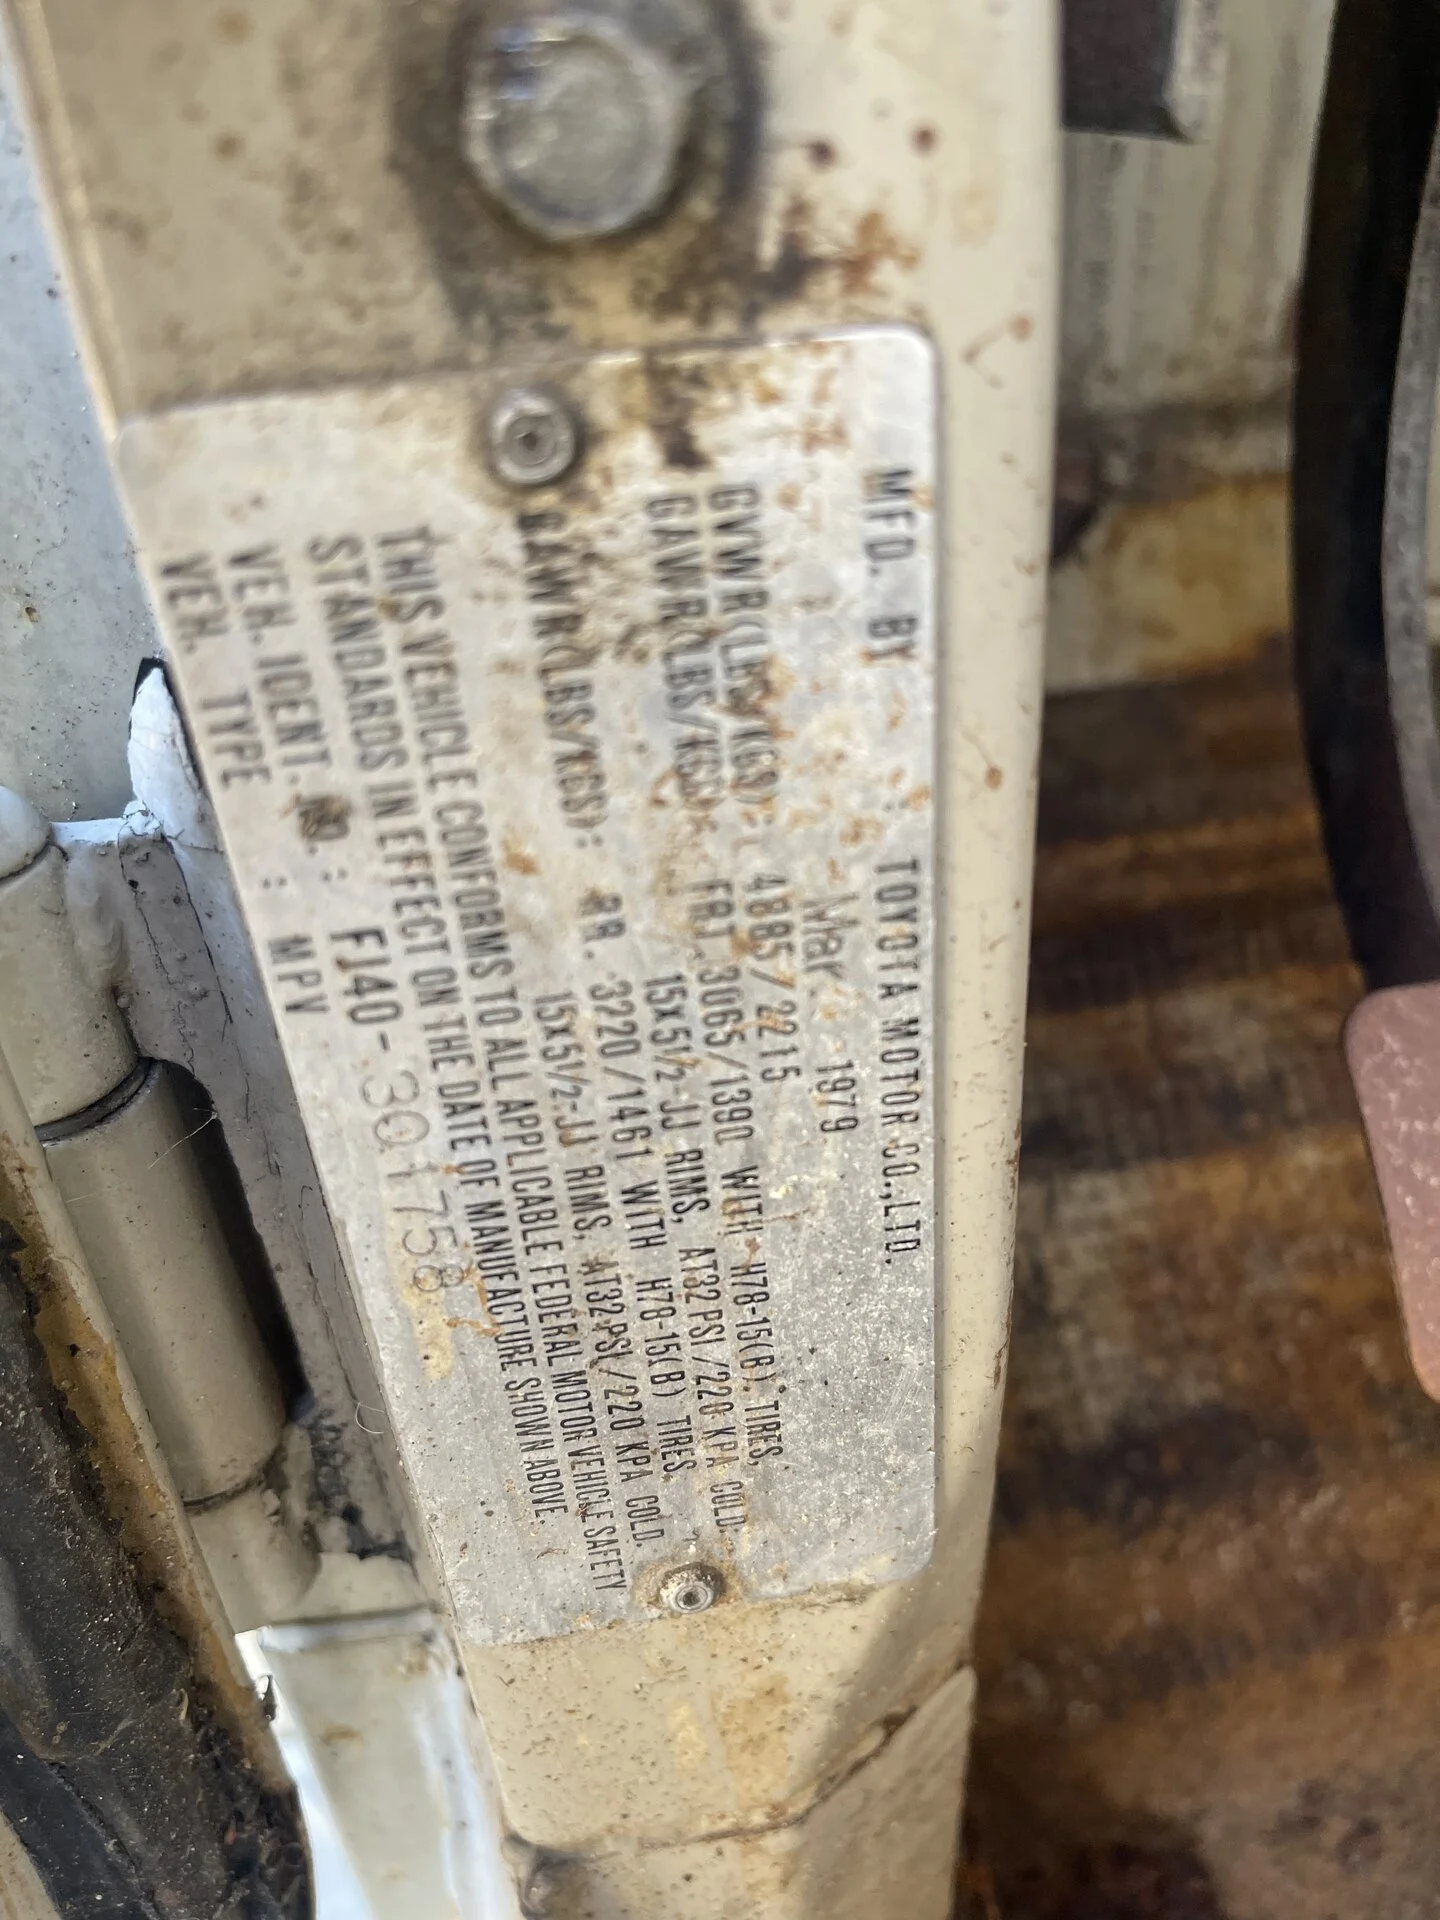 MFD. BY : TOYOTA MOTOR CO.,LTD.
Mar. 1979
GVWR(LBS/KGS): 4885/2215
GAWR(LBS/KGS): FRT. 3065/1390 WITH H78-15(B) TIRES,
15x5½-JJ RIMS, AT32 PSI/220 KPA COLD.
GAWR(LBS/KGS): RR. 3220/1461 WITH H78-15(B) TIRES,
15x5½-JJ RIMS, AT32 PSI/220 KPA COLD.
THIS VEHICLE CONFORMS TO ALL APPLICABLE FEDERAL MOTOR VEHICLE SAFETY
STANDARDS IN EFFECT ON THE DATE OF MANUFACTURE SHOWN ABOVE.
VEH. IDENT. NO. : FJ40-301758
VEH. TYPE : MPV